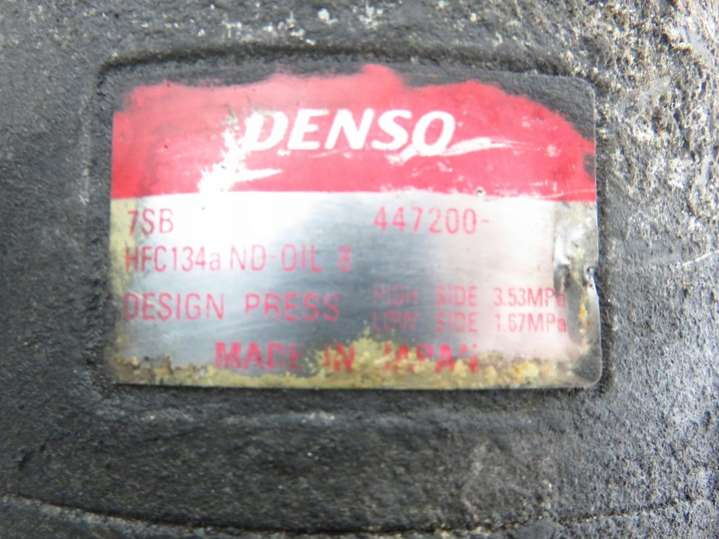 DENSO
7SB 447200-
HFC134a ND-OIL 8
DESIGN PRESS HIGH SIDE 3.53MPa
LOW SIDE 1.67MPa
MADE IN JAPAN